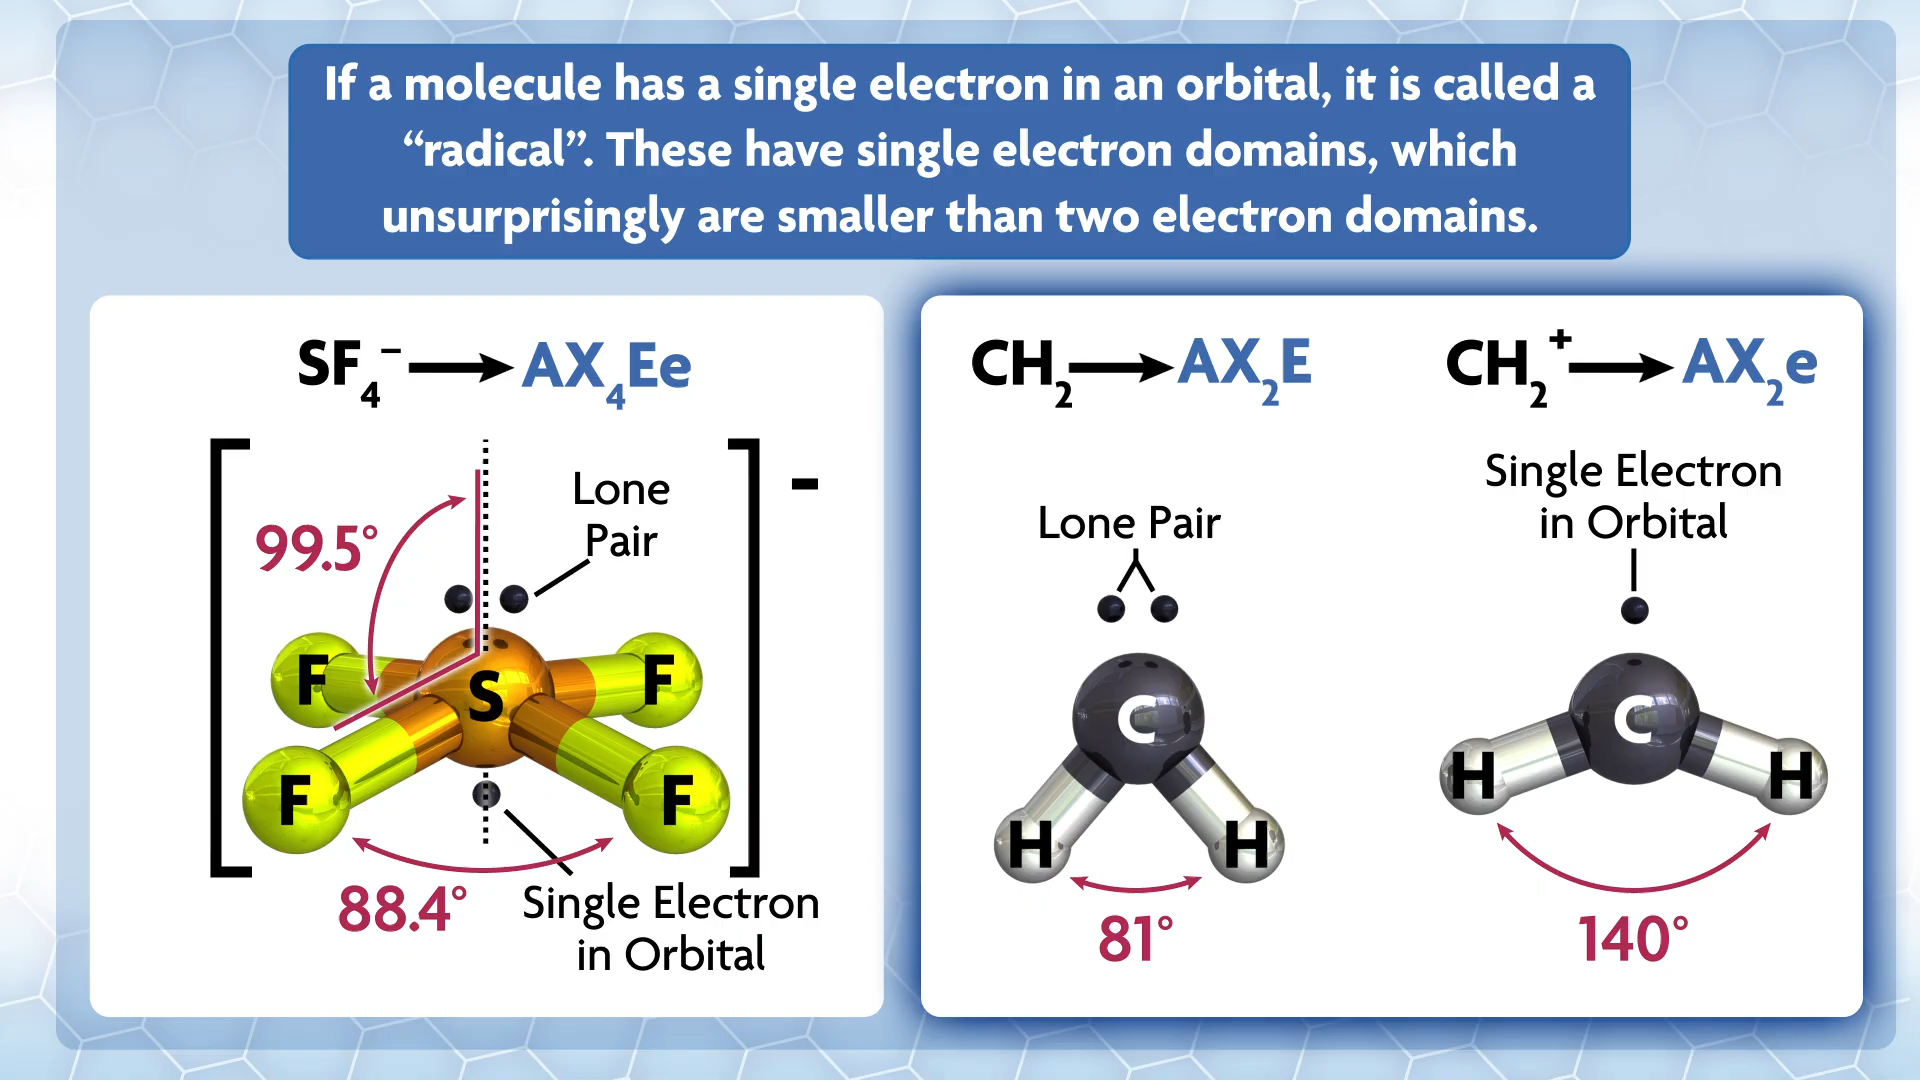 If a molecule has a single electron in an orbital, it is called a
“radical”. These have single electron domains, which
unsurprisingly are smaller than two electron domains.
SF₄⁻ → AX₄Ee
Lone
Pair
-
99.5°
F
F
S
F
F
88.4°
Single Electron
in Orbital
CH₂ → AX₂E
Lone Pair
C
H
H
81°
CH₂⁺ → AX₂e
Single Electron
in Orbital
C
H
H
140°